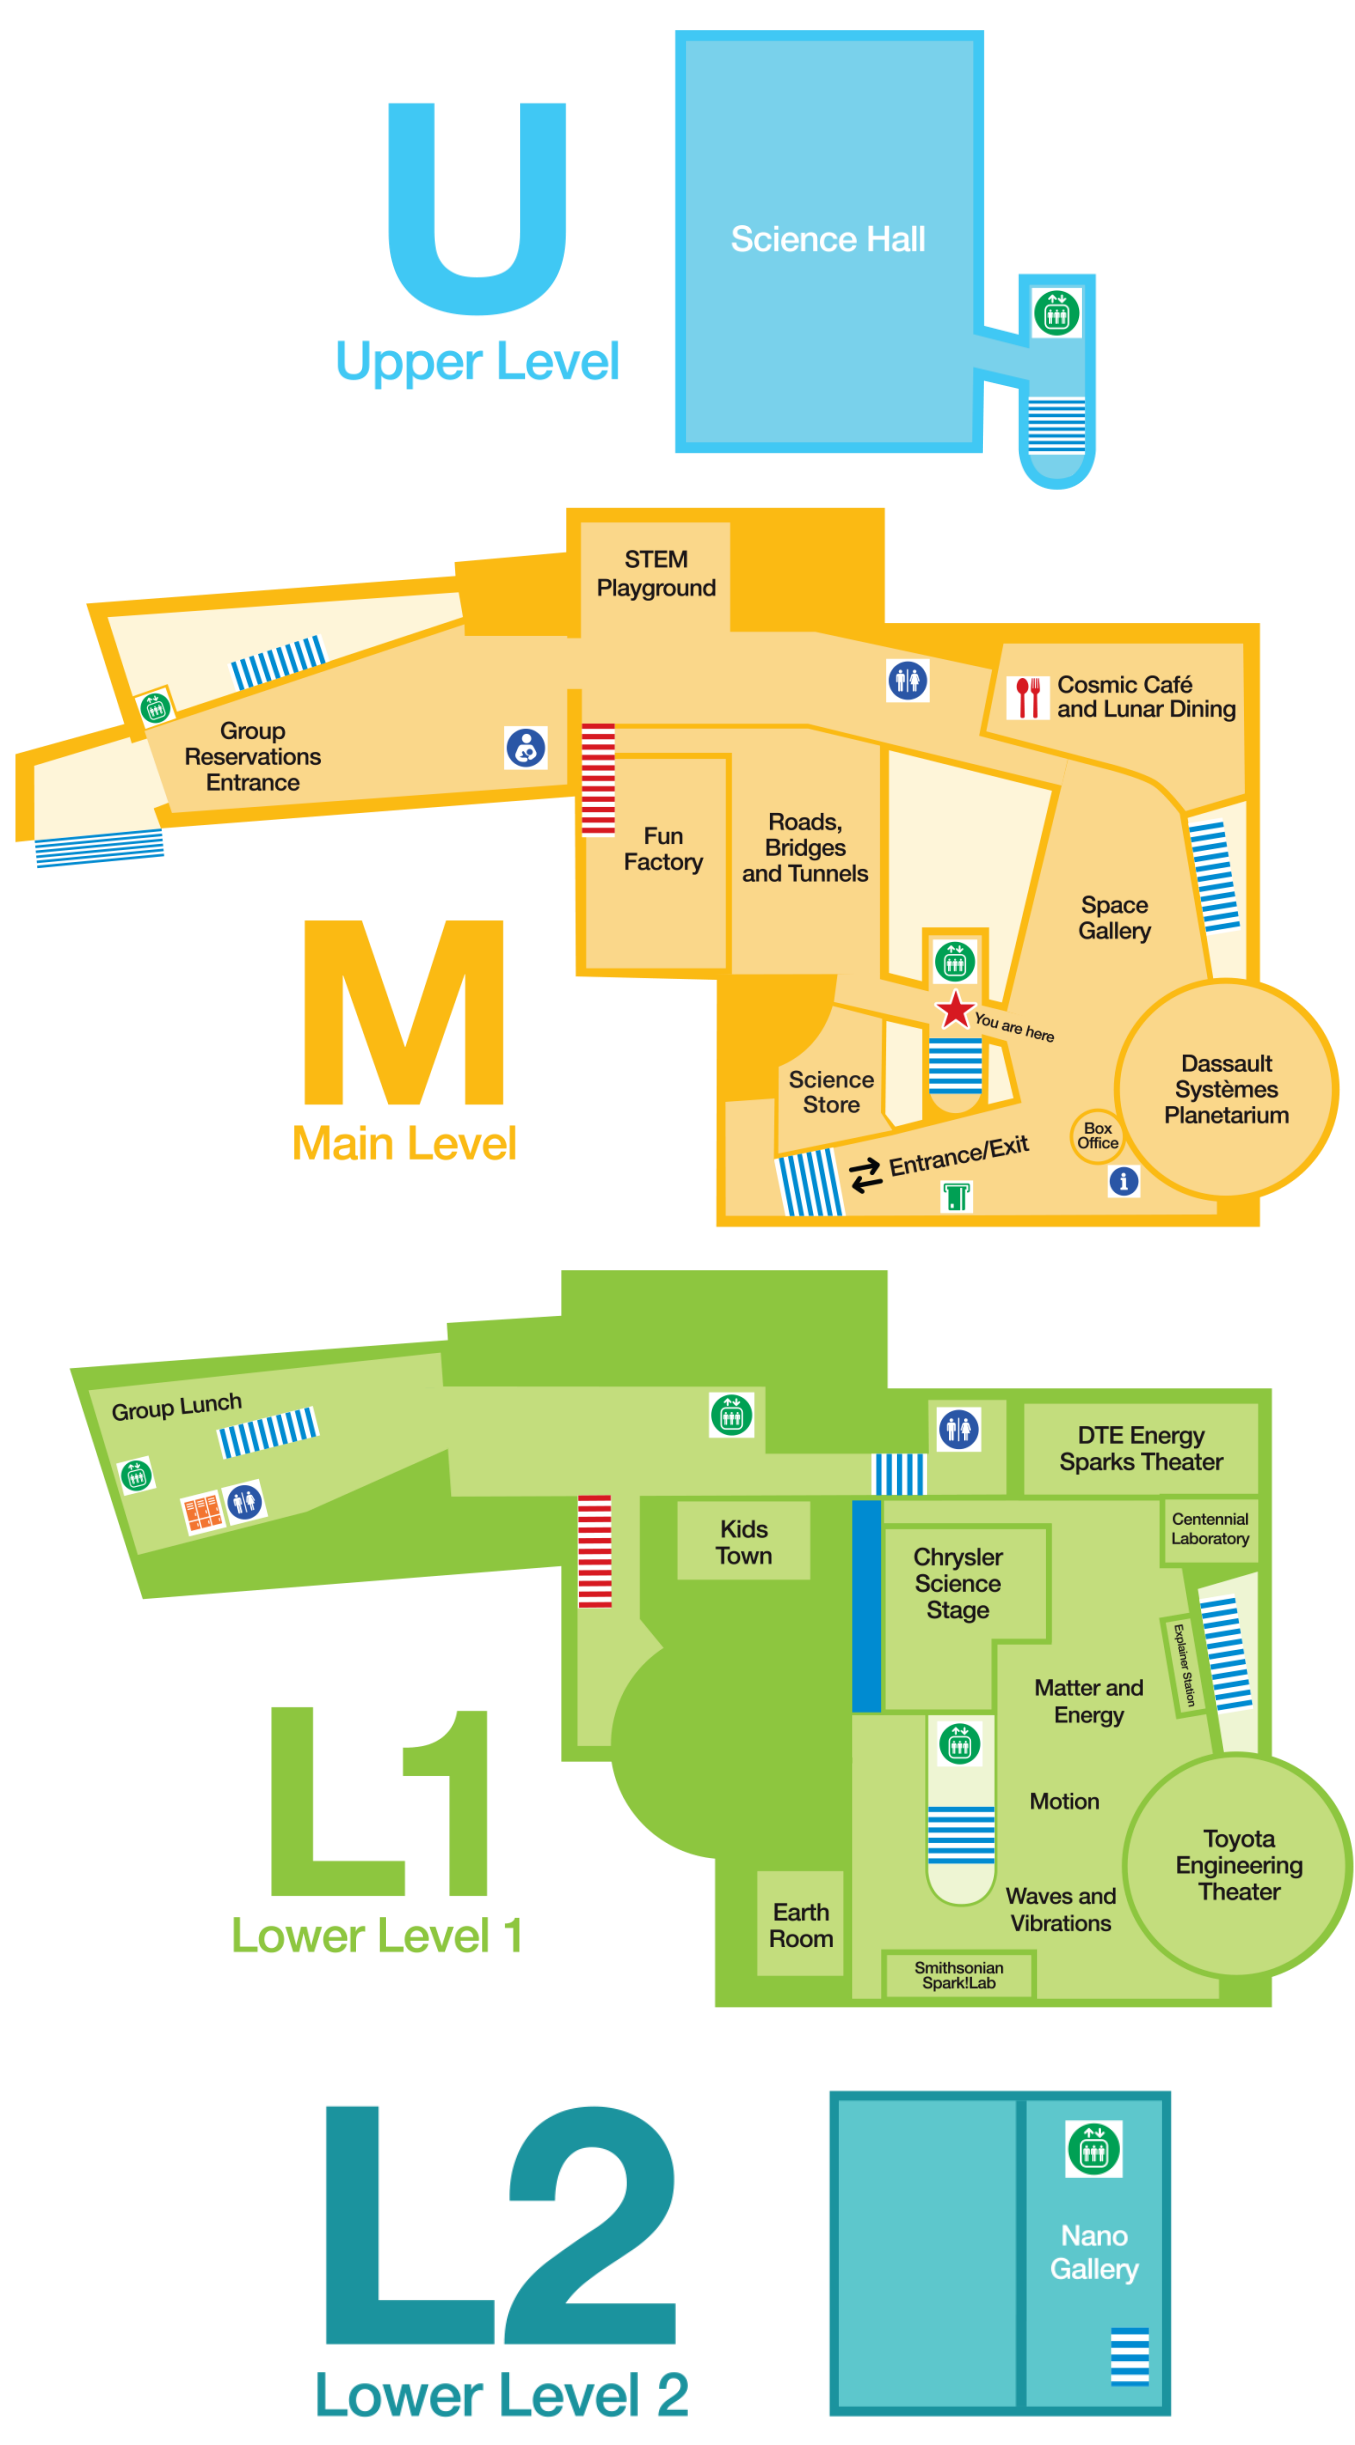 U
Upper Level
Science Hall
STEM
Playground
Cosmic Café
and Lunar Dining
Group
Reservations
Entrance
Fun
Factory
Roads,
Bridges
and Tunnels
Space
Gallery
You are here
M
Main Level
Science
Store
Dassault
Systèmes
Planetarium
Box
Office
Entrance/Exit
i
Group Lunch
DTE Energy
Sparks Theater
Kids
Town
Centennial
Laboratory
Chrysler
Science
Stage
Explainer Station
Matter and
Energy
Motion
L1
Lower Level 1
Toyota
Engineering
Theater
Waves and
Vibrations
Earth
Room
Smithsonian
Spark!Lab
L2
Lower Level 2
Nano
Gallery